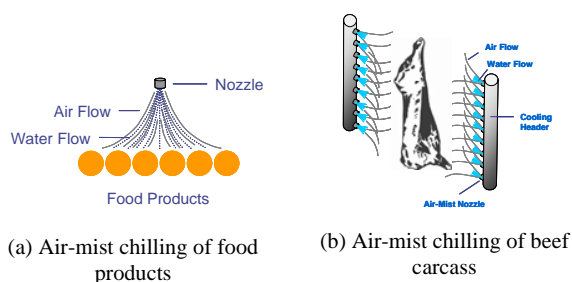 Nozzle
Air Flow
Water Flow
Food Products
(a) Air-mist chilling of food
products
Air Flow
Water Flow
Cooling
Header
Air-Mist Nozzle
(b) Air-mist chilling of beef
carcass